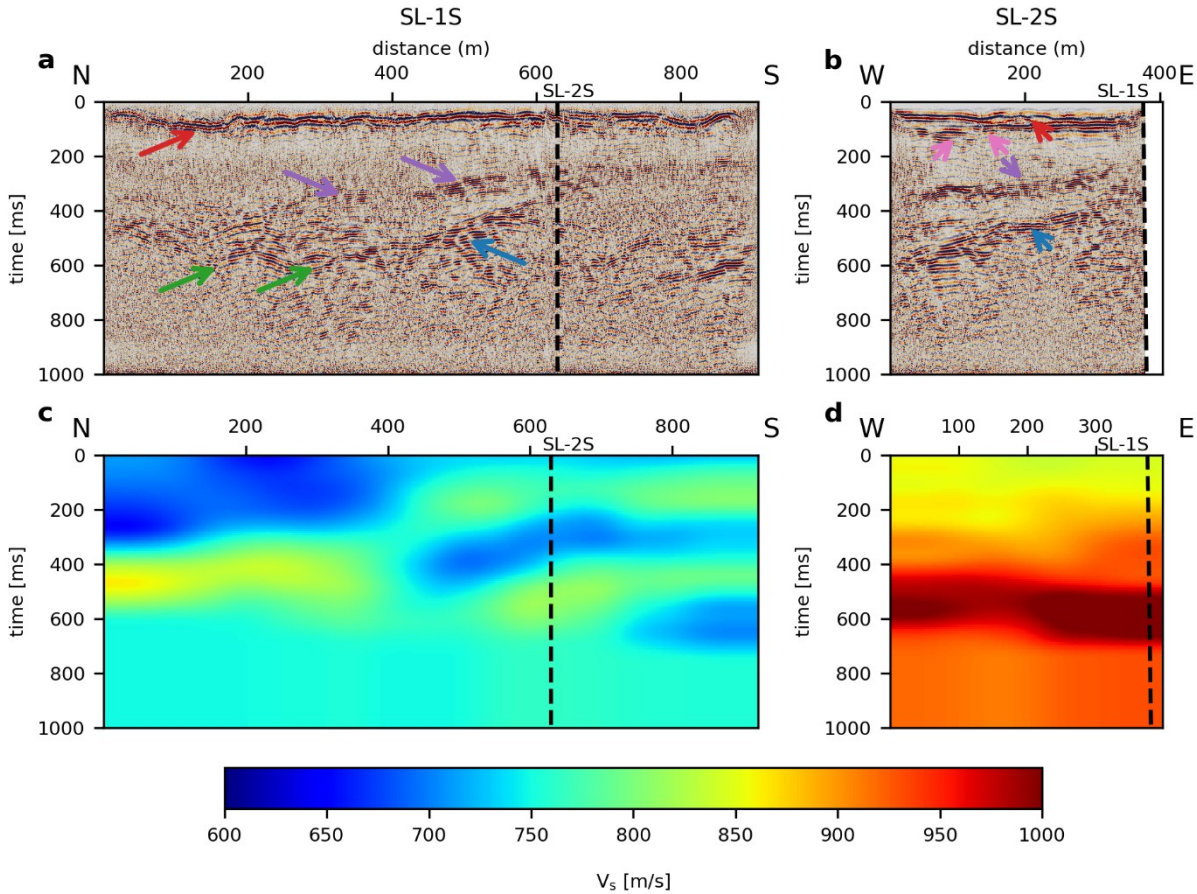 SL-1S SL-2S
distance (m) distance (m)
a N 200 400 600 800 S b W 200 400 E
SL-2S SL-1S
0 0
200 200
400 400
600 600
800 800
1000 1000
time [ms] time [ms]
c N 200 400 600 800 S d W 100 200 300 E
SL-2S SL-1S
0 0
200 200
400 400
600 600
800 800
1000 1000
time [ms] time [ms]
600 650 700 750 800 850 900 950 1000
Vs [m/s]